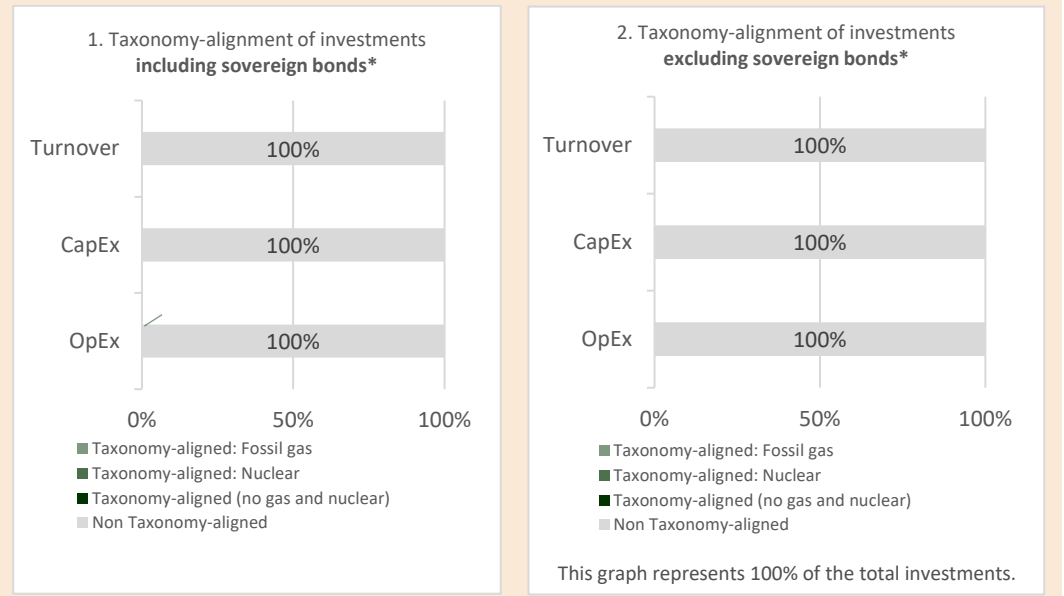 1. Taxonomy-alignment of investments
including sovereign bonds*
Turnover
100%
CapEx
100%
OpEx
100%
0%
50%
100%
Taxonomy-aligned: Fossil gas
Taxonomy-aligned: Nuclear
Taxonomy-aligned (no gas and nuclear)
Non Taxonomy-aligned
2. Taxonomy-alignment of investments
excluding sovereign bonds*
Turnover
100%
CapEx
100%
OpEx
100%
0%
50%
100%
Taxonomy-aligned: Fossil gas
Taxonomy-aligned: Nuclear
Taxonomy-aligned (no gas and nuclear)
Non Taxonomy-aligned
This graph represents 100% of the total investments.